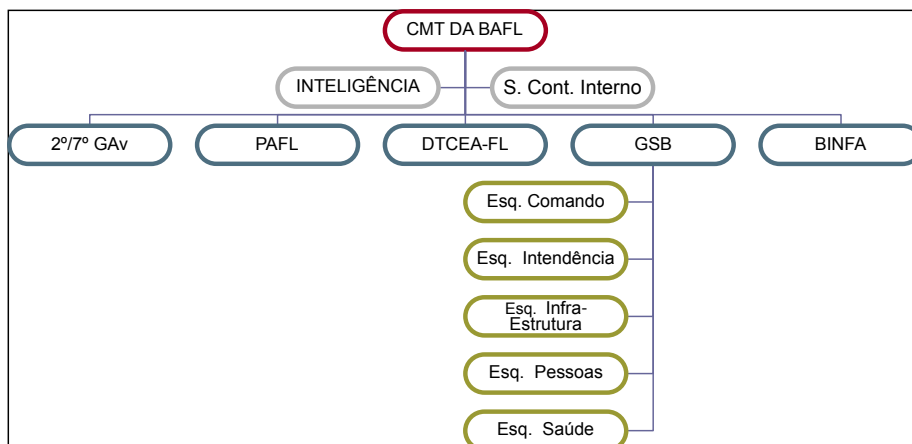 CMT DA BAFL
INTELIGÊNCIA
S. Cont. Interno
2º/7º GAv
PAFL
DTCEA-FL
GSB
BINFA
Esq. Comando
Esq. Intendência
Esq. Infra-
Estrutura
Esq. Pessoas
Esq. Saúde